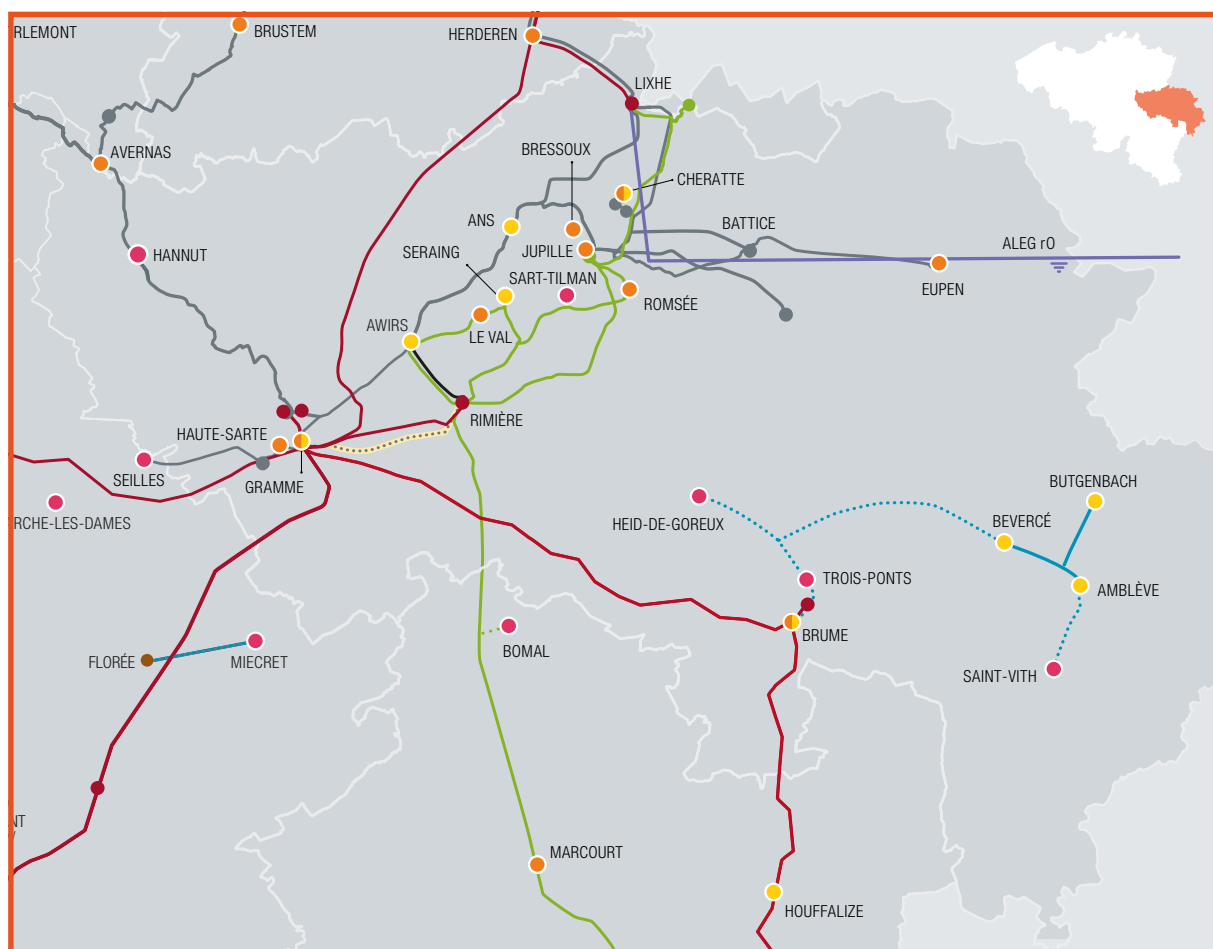 RLEMONT
BRUSTEM
HERDEREN
LIXHE
AVERNAS
BRESSOUX
CHERATTE
ANS
BATTICE
HANNUT
SERAING
JUPILLE
ALEG rO
SART-TILMAN
EUPEN
ROMSÉE
AWIRS
LE VAL
RIMIÈRE
HAUTE-SARTE
SEILLES
GRAMME
BUTGENBACH
RCHE-LES-DAMES
HEID-DE-GOREUX
BEVERCÉ
TROIS-PONTS
AMBLÈVE
BRUME
BOMAL
FLORÉE
MIECRET
SAINT-VITH
NT
MARCOURT
HOUFFALIZE